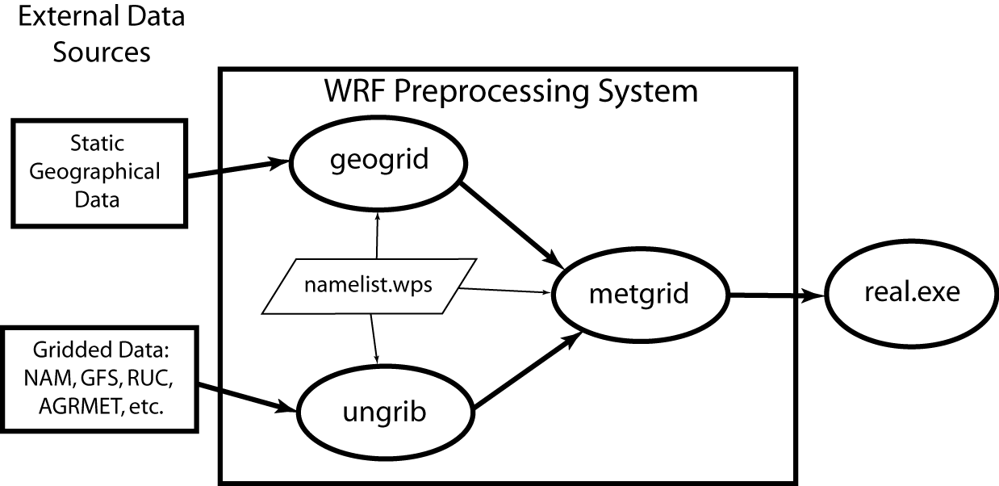 External Data
Sources
WRF Preprocessing System
Static
Geographical
Data
geogrid
namelist.wps
metgrid
real.exe
Gridded Data:
NAM, GFS, RUC,
AGRMET, etc.
ungrib